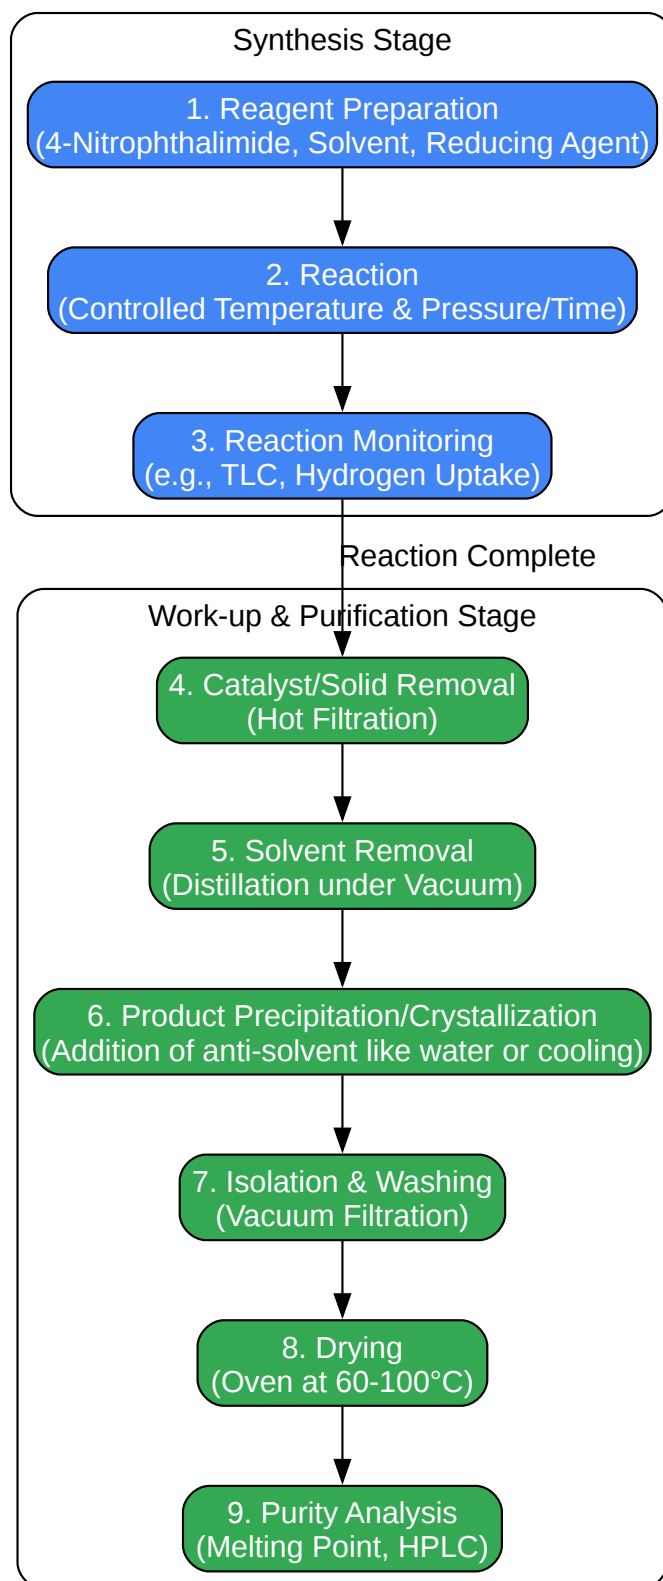 Synthesis Stage
1. Reagent Preparation
(4-Nitrophthalimide, Solvent, Reducing Agent)
2. Reaction
(Controlled Temperature & Pressure/Time)
3. Reaction Monitoring
(e.g., TLC, Hydrogen Uptake)
Reaction Complete
Work-up & Purification Stage
4. Catalyst/Solid Removal
(Hot Filtration)
5. Solvent Removal
(Distillation under Vacuum)
6. Product Precipitation/Crystallization
(Addition of anti-solvent like water or cooling)
7. Isolation & Washing
(Vacuum Filtration)
8. Drying
(Oven at 60-100°C)
9. Purity Analysis
(Melting Point, HPLC)